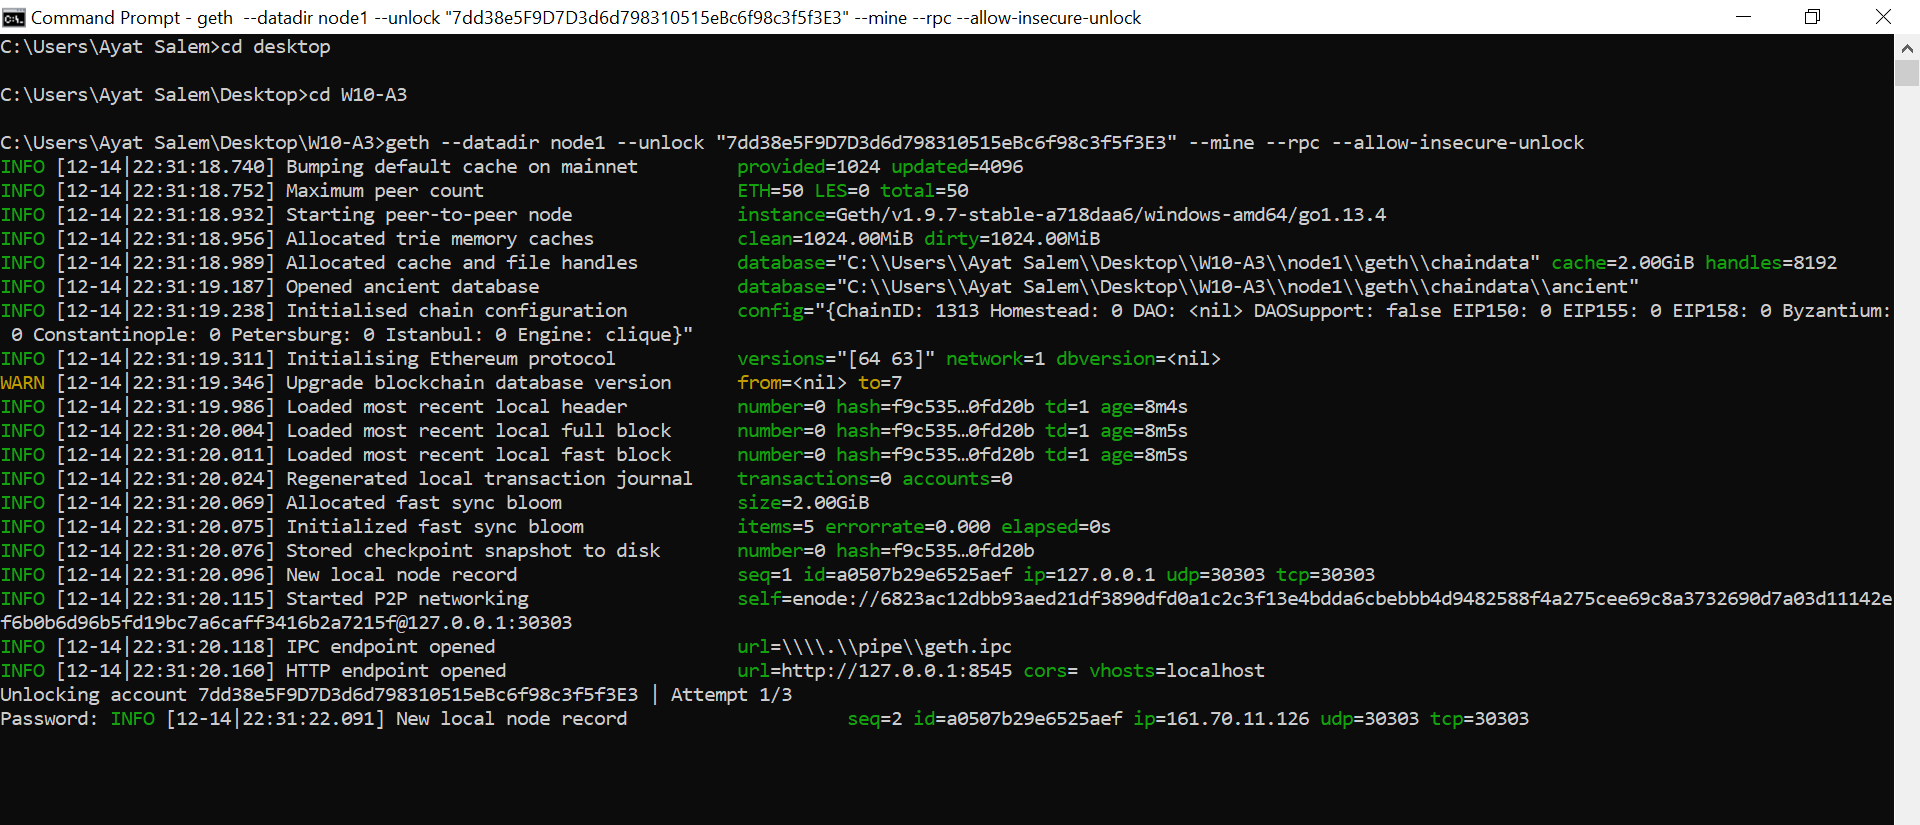 Command Prompt - geth  --datadir node1 --unlock "7dd38e5F9D7D3d6d798310515eBc6f98c3f5f3E3" --mine --rpc --allow-insecure-unlock
C:\Users\Ayat Salem>cd desktop
C:\Users\Ayat Salem\Desktop>cd W10-A3
C:\Users\Ayat Salem\Desktop\W10-A3>geth --datadir node1 --unlock "7dd38e5F9D7D3d6d798310515eBc6f98c3f5f3E3" --mine --rpc --allow-insecure-unlock
INFO [12-14|22:31:18.740] Bumping default cache on mainnet         provided=1024 updated=4096
INFO [12-14|22:31:18.752] Maximum peer count                       ETH=50 LES=0 total=50
INFO [12-14|22:31:18.932] Starting peer-to-peer node               instance=Geth/v1.9.7-stable-a718daa6/windows-amd64/go1.13.4
INFO [12-14|22:31:18.956] Allocated trie memory caches             clean=1024.00MiB dirty=1024.00MiB
INFO [12-14|22:31:18.989] Allocated cache and file handles         database="C:\\Users\\Ayat Salem\\Desktop\\W10-A3\\node1\\geth\\chaindata" cache=2.00GiB handles=8192
INFO [12-14|22:31:19.187] Opened ancient database                  database="C:\\Users\\Ayat Salem\\Desktop\\W10-A3\\node1\\geth\\chaindata\\ancient"
INFO [12-14|22:31:19.238] Initialised chain configuration          config="{ChainID: 1313 Homestead: 0 DAO: <nil> DAOSupport: false EIP150: 0 EIP155: 0 EIP158: 0 Byzantium:
 0 Constantinople: 0 Petersburg: 0 Istanbul: 0 Engine: clique}"
INFO [12-14|22:31:19.311] Initialising Ethereum protocol           versions="[64 63]" network=1 dbversion=<nil>
WARN [12-14|22:31:19.346] Upgrade blockchain database version      from=<nil> to=7
INFO [12-14|22:31:19.986] Loaded most recent local header          number=0 hash=f9c535…0fd20b td=1 age=8m4s
INFO [12-14|22:31:20.004] Loaded most recent local full block      number=0 hash=f9c535…0fd20b td=1 age=8m5s
INFO [12-14|22:31:20.011] Loaded most recent local fast block      number=0 hash=f9c535…0fd20b td=1 age=8m5s
INFO [12-14|22:31:20.024] Regenerated local transaction journal    transactions=0 accounts=0
INFO [12-14|22:31:20.069] Allocated fast sync bloom                size=2.00GiB
INFO [12-14|22:31:20.075] Initialized fast sync bloom              items=5 errorrate=0.000 elapsed=0s
INFO [12-14|22:31:20.076] Stored checkpoint snapshot to disk       number=0 hash=f9c535…0fd20b
INFO [12-14|22:31:20.096] New local node record                    seq=1 id=a0507b29e6525aef ip=127.0.0.1 udp=30303 tcp=30303
INFO [12-14|22:31:20.115] Started P2P networking                   self=enode://6823ac12dbb93aed21df3890dfd0a1c2c3f13e4bdda6cbebbb4d9482588f4a275cee69c8a3732690d7a03d11142e
f6b0b6d96b5fd19bc7a6caff3416b2a7215f@127.0.0.1:30303
INFO [12-14|22:31:20.118] IPC endpoint opened                      url=\\\\.\\pipe\\geth.ipc
INFO [12-14|22:31:20.160] HTTP endpoint opened                     url=http://127.0.0.1:8545 cors= vhosts=localhost
Unlocking account 7dd38e5F9D7D3d6d798310515eBc6f98c3f5f3E3 | Attempt 1/3
Password: INFO [12-14|22:31:22.091] New local node record                    seq=2 id=a0507b29e6525aef ip=161.70.11.126 udp=30303 tcp=30303